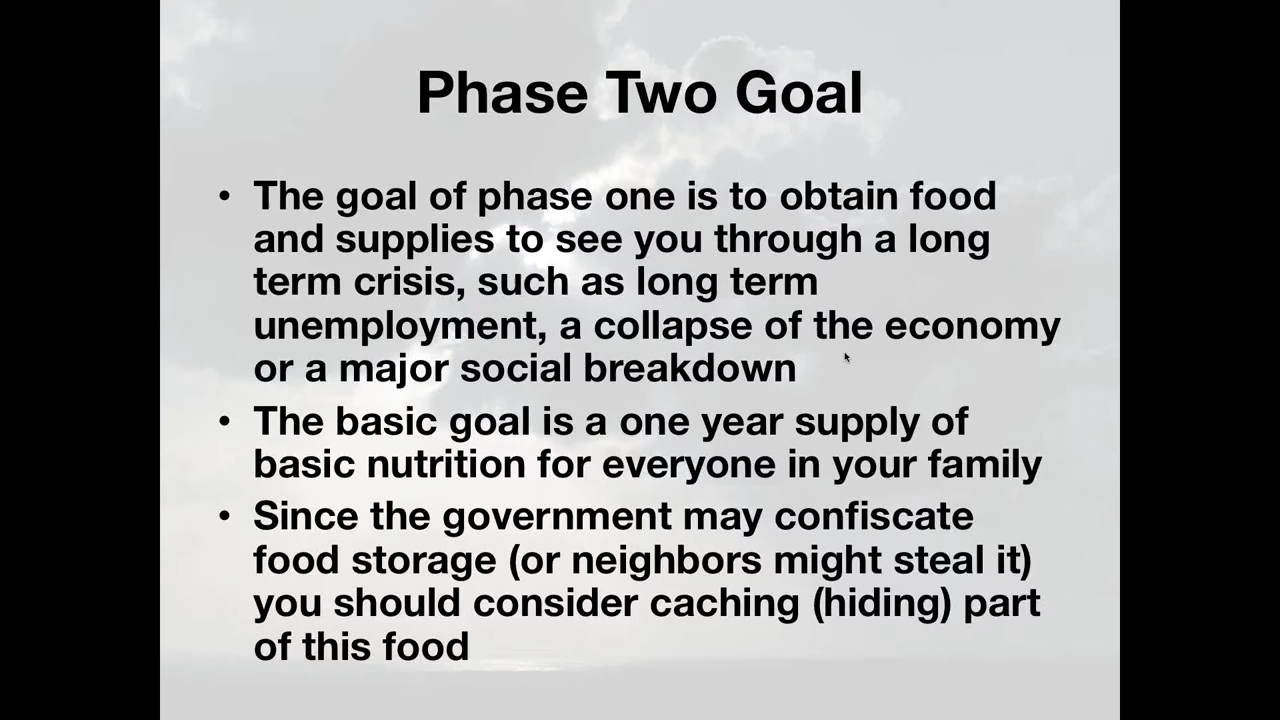 Phase Two Goal
• The goal of phase one is to obtain food
and supplies to see you through a long
term crisis, such as long term
unemployment, a collapse of the economy
or a major social breakdown
• The basic goal is a one year supply of
basic nutrition for everyone in your family
• Since the government may confiscate
food storage (or neighbors might steal it)
you should consider caching (hiding) part
of this food